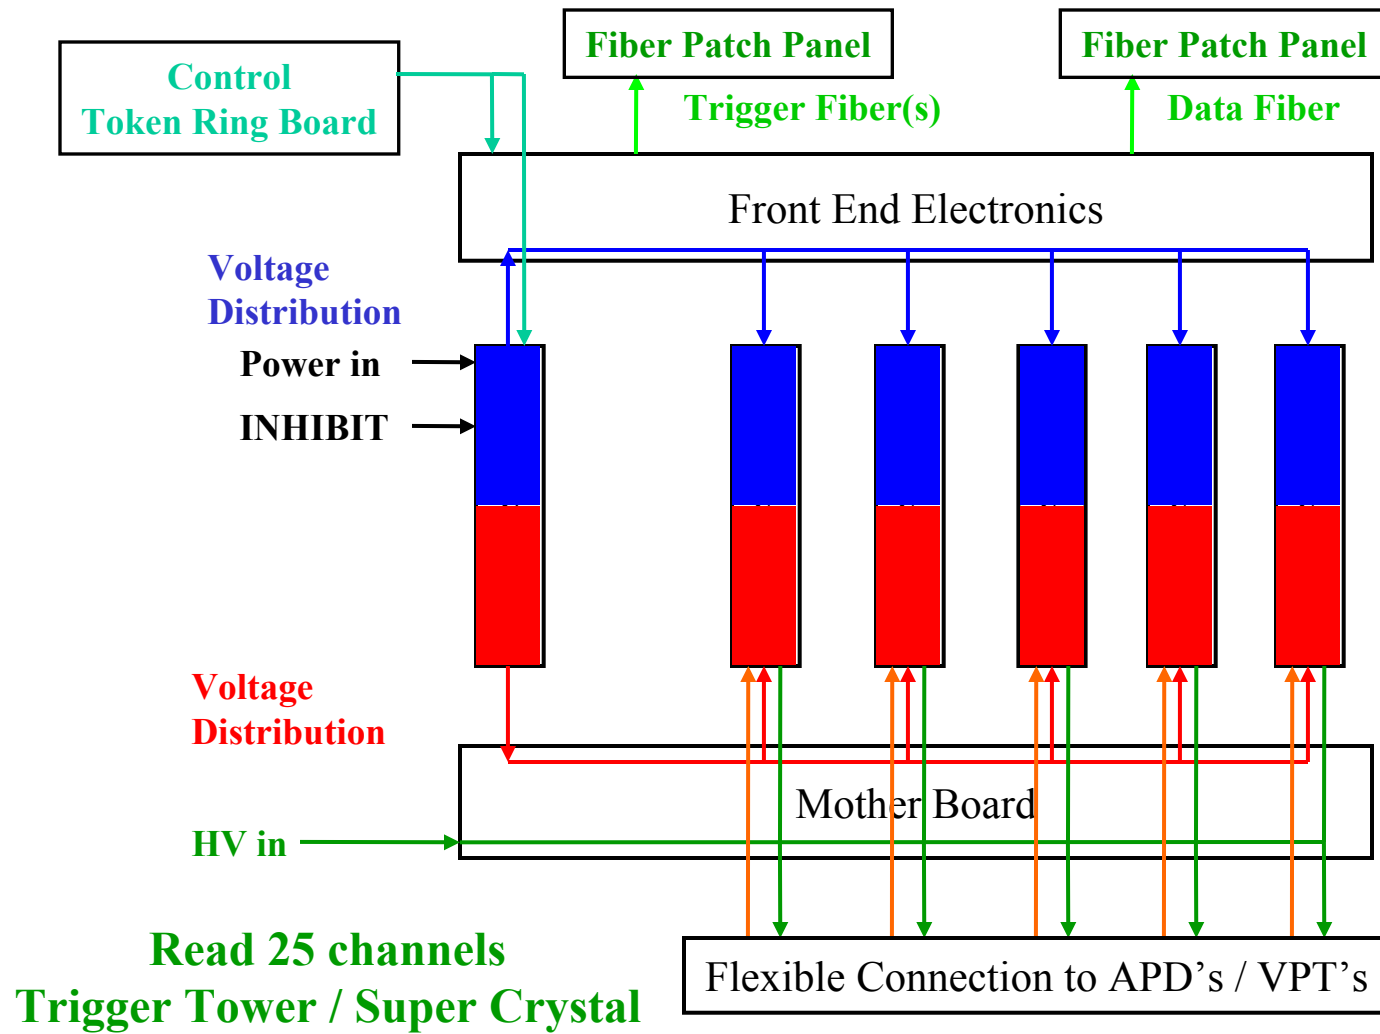 Fiber Patch Panel
Fiber Patch Panel
Control
Token Ring Board
Trigger Fiber(s)
Data Fiber
Front End Electronics
Voltage
Distribution
Power in
INHIBIT
Voltage
Distribution
Mother Board
HV in
Read 25 channels
Trigger Tower / Super Crystal
Flexible Connection to APD's / VPT's